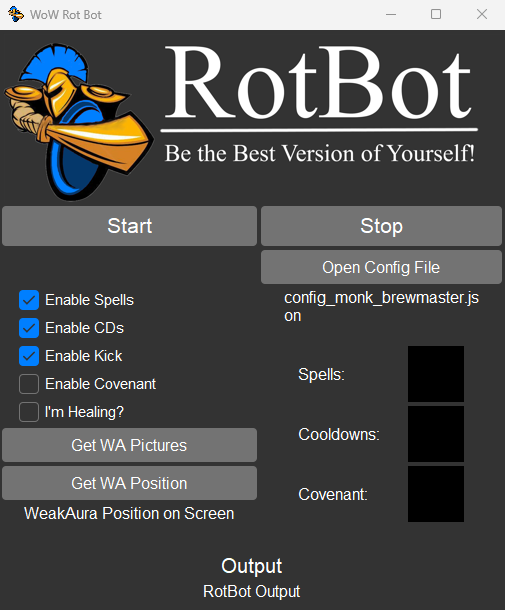 WoW Rot Bot
RotBot
Be the Best Version of Yourself!
Start
Stop
Open Config File
config_monk_brewmaster.js
on
Enable Spells
Enable CDs
Enable Kick
Enable Covenant
I'm Healing?
Get WA Pictures
Get WA Position
WeakAura Position on Screen
Spells:
Cooldowns:
Covenant:
Output
RotBot Output